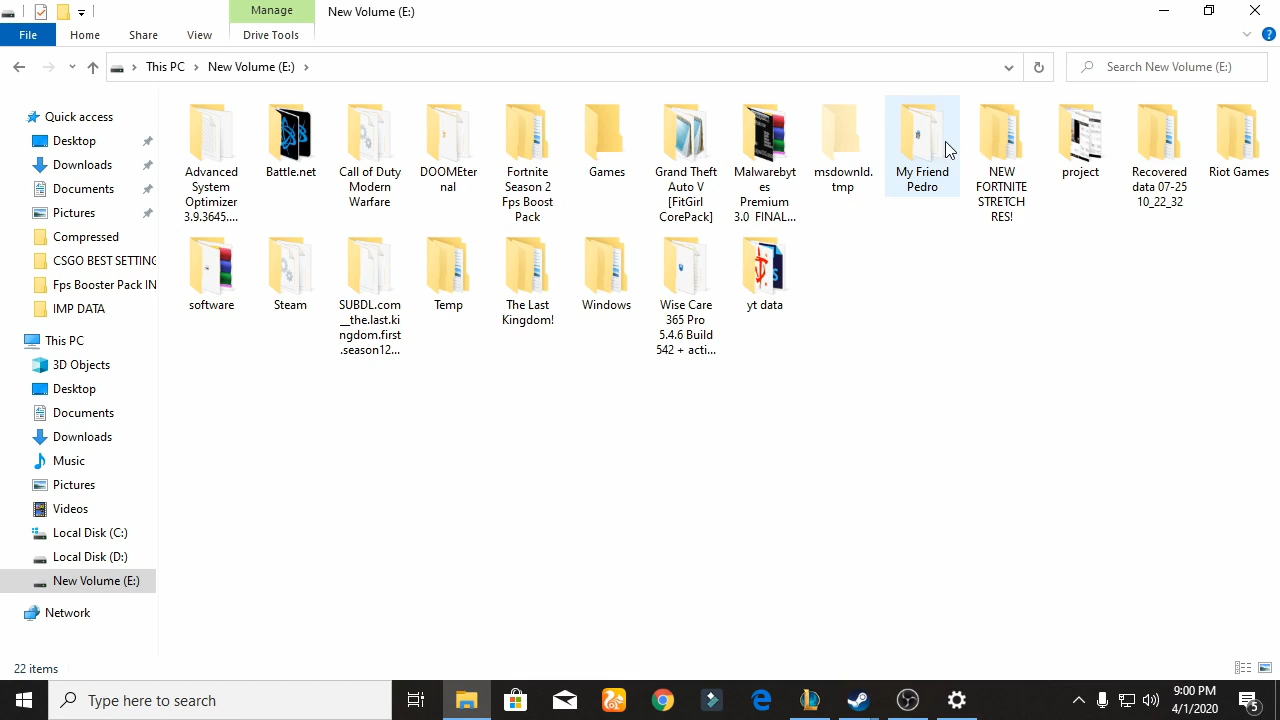 Manage
New Volume (E:)
File
Home
Share
View
Drive Tools
This PC
New Volume (E:)
Search New Volume (E:)
Quick access
Desktop
Downloads
Documents
Pictures
Compressed
CSGO BEST SETTING
Fps Booster Pack IN
IMP DATA
This PC
3D Objects
Desktop
Documents
Downloads
Music
Pictures
Videos
Local Disk (C:)
Local Disk (D:)
New Volume (E:)
Network
Advanced
System
Optimizer
3.9.3645....
Battle.net
Call of Duty
Modern
Warfare
DOOMEter
nal
Fortnite
Season 2
Fps Boost
Pack
Games
Grand Theft
Auto V
[FitGirl
CorePack]
Malwarebyt
es
Premium
3.0 FINAL...
msdownld.
tmp
My Friend
Pedro
NEW
FORTNITE
STRETCH
RES!
project
Recovered
data 07-25
10_22_32
Riot Games
software
Steam
SUBDL.com
__the.last.ki
ngdom.first
.season12...
Temp
The Last
Kingdom!
Windows
Wise Care
365 Pro
5.4.6 Build
542 + acti...
yt data
22 items
Type here to search
9:00 PM
4/1/2020
5